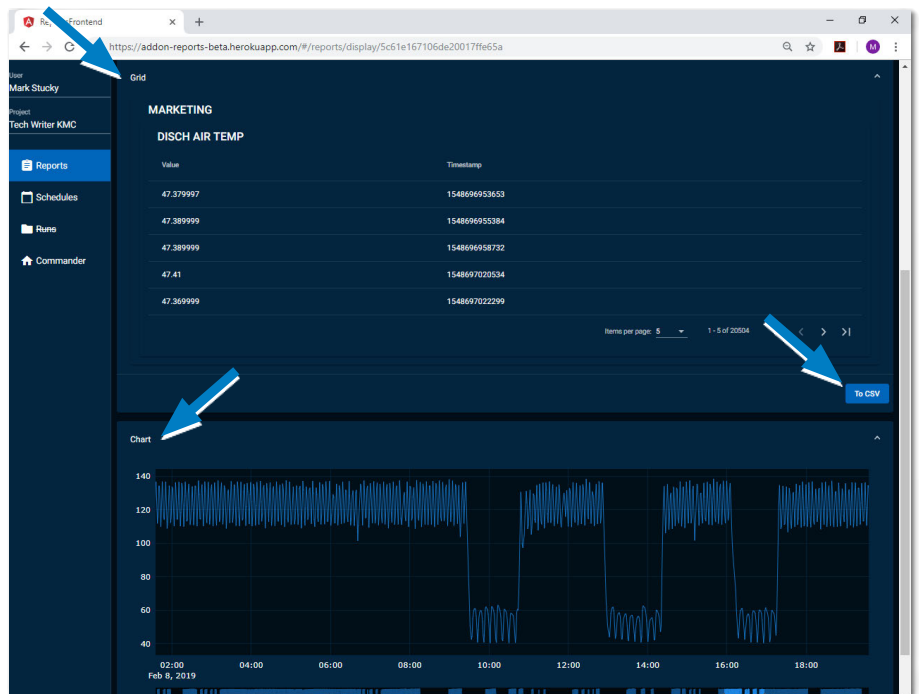 Frontend
https://addon-reports-beta.herokuapp.com/#/reports/display/5c61e167106de20017ffe65a
M
User
Mark Stucky
Project
Tech Writer KMC
Reports
Schedules
Runs
Commander
Grid
MARKETING
DISCH AIR TEMP
Value Timestamp
47.379997 1548696953653
47.389999 1548696955384
47.389999 1548696958732
47.41 1548697020534
47.369999 1548697022299
Items per page: 5 1 - 5 of 20504
To CSV
Chart
140
120
100
80
60
40
02:00 04:00 06:00 08:00 10:00 12:00 14:00 16:00 18:00
Feb 8, 2019